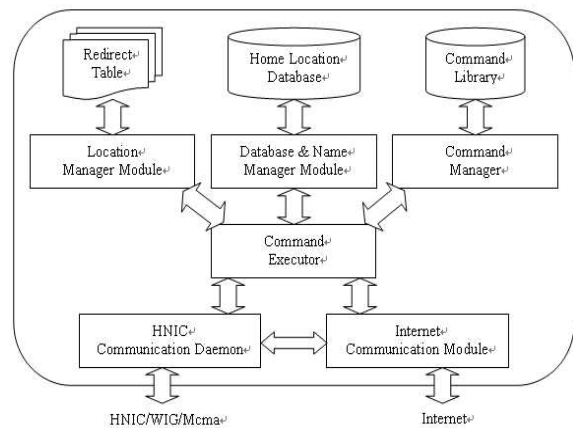 Redirect
Table
Home Location
Database
Command
Library
Location
Manager Module
Database & Name
Manager Module
Command
Manager
Command
Executor
HNIC
Communication Daemon
Internet
Communication Module
HNIC/WIG/Mcma
Internet